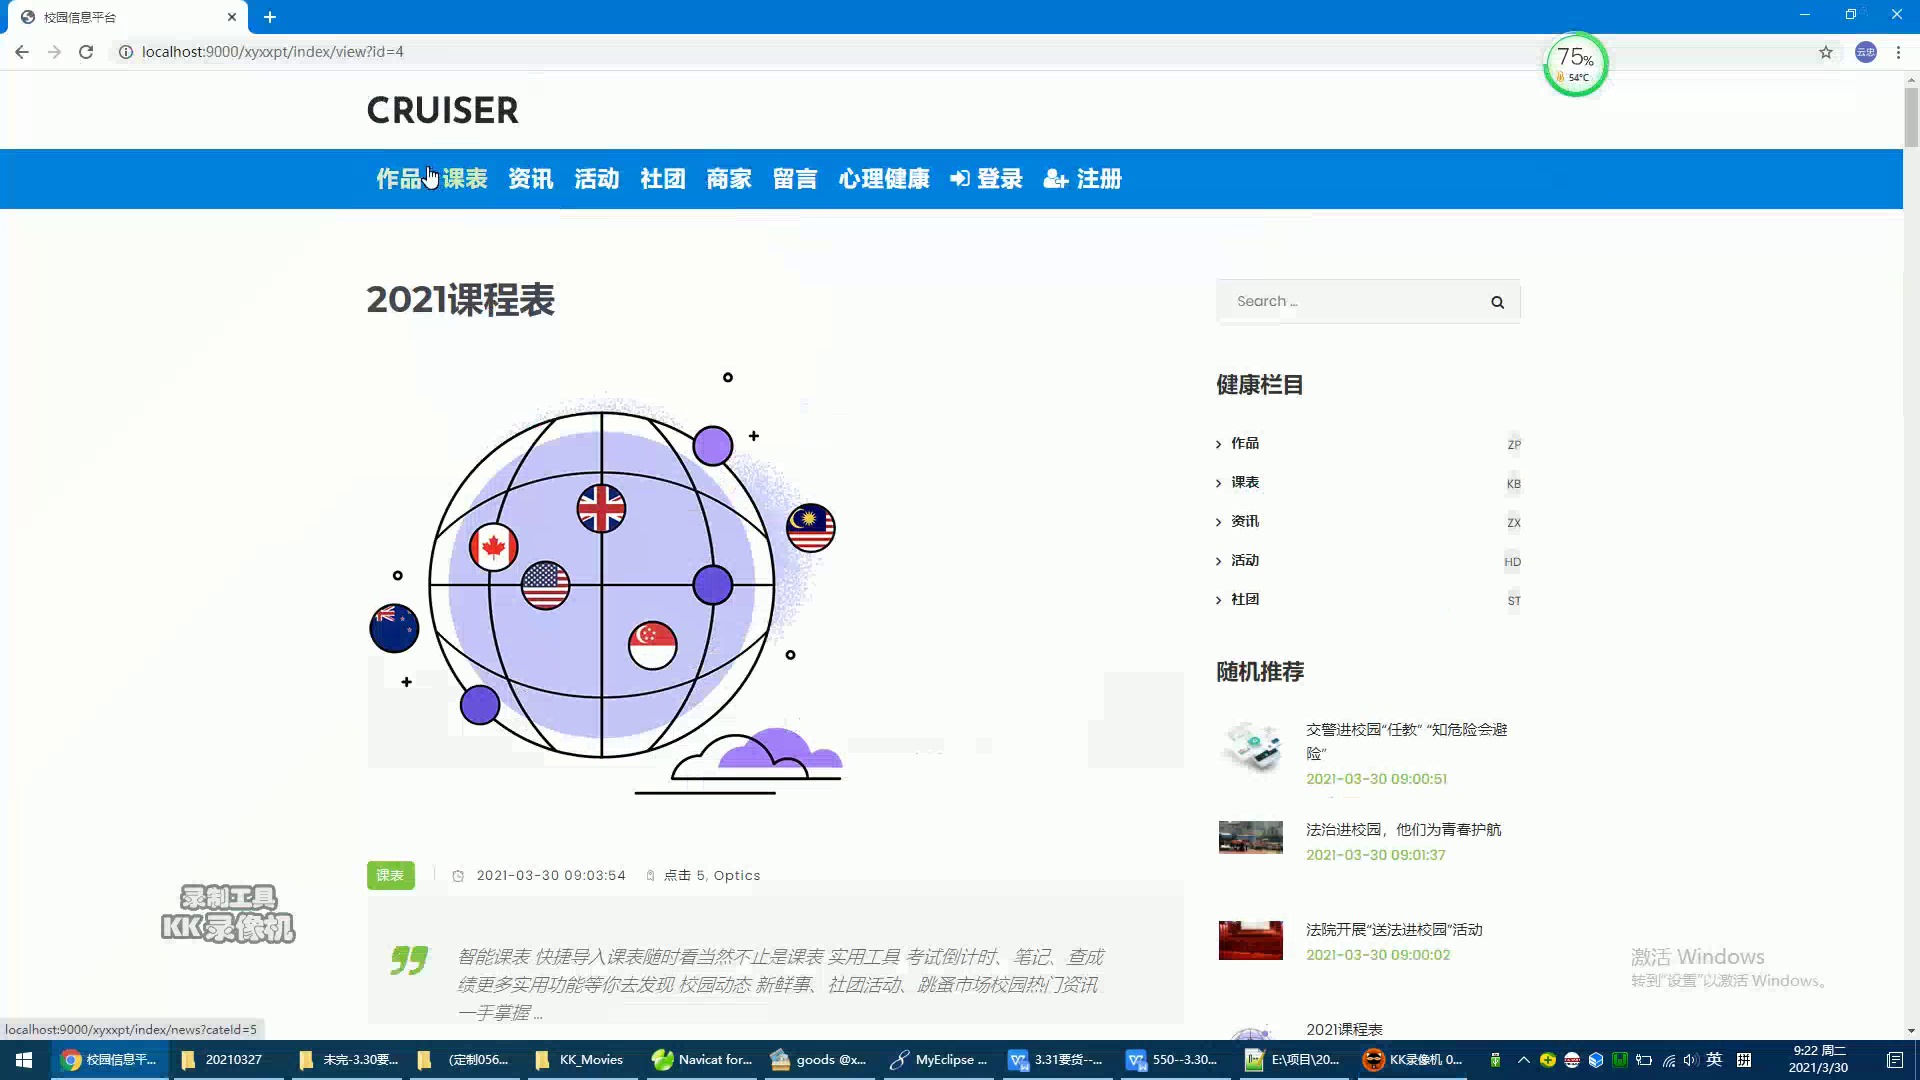 校园信息平台
localhost:9000/xyxxpt/index/view?id=4
云忠
75%
54℃
CRUISER
作品 课表 资讯 活动 社团 商家 留言 心理健康 登录 注册
2021课程表
Search ...
健康栏目
作品 ZP
课表 KB
资讯 ZX
活动 HD
社团 ST
随机推荐
交警进校园“任教” “知危险会避
险”
2021-03-30 09:00:51
法治进校园，他们为青春护航
2021-03-30 09:01:37
法院开展“送法进校园”活动
2021-03-30 09:00:02
2021课程表
课表 2021-03-30 09:03:54 点击 5, Optics
智能课表 快捷导入课表随时看当然不止是课表 实用工具 考试倒计时、笔记、查成
绩更多实用功能等你去发现 校园动态 新鲜事、社团活动、跳蚤市场校园热门资讯
一手掌握 ...
录制工具
KK录像机
激活 Windows
转到“设置”以激活 Windows。
localhost:9000/xyxxpt/index/news?cateId=5
校园信息平... 20210327 未完-3.30要... (定制056... KK_Movies Navicat for... goods @x... MyEclipse ... 3.31要货--... 550--3.30... E:\项目\20... KK录像机 0... 英 拼 9:22 周二
2021/3/30